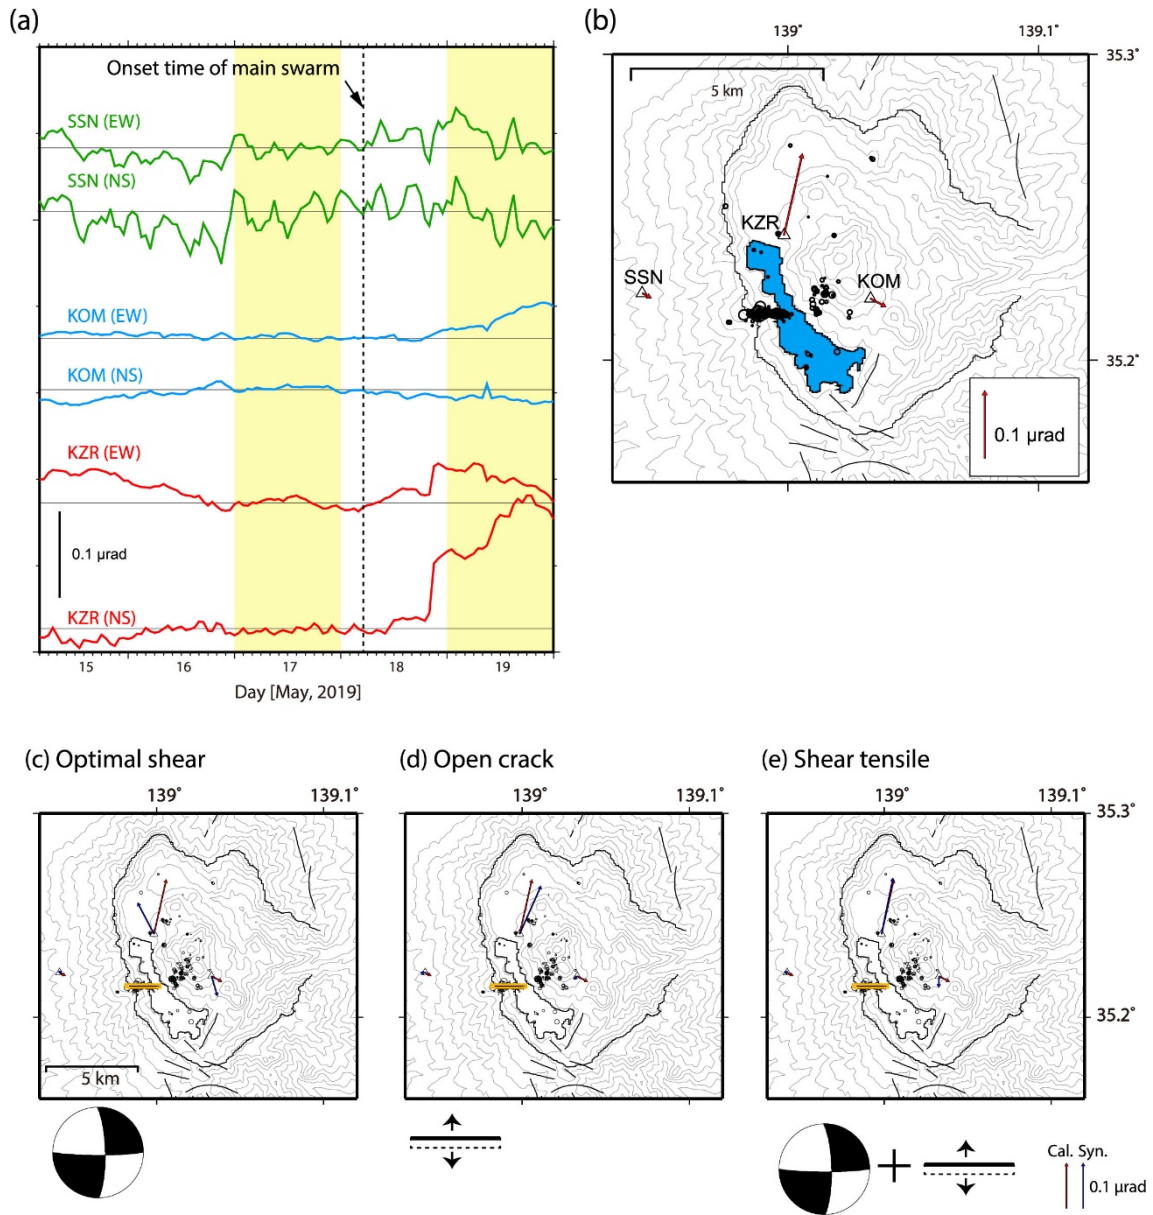 (a)
Onset time of main swarm
SSN (EW)
SSN (NS)
KOM (EW)
KOM (NS)
KZR (EW)
0.1 μrad
KZR (NS)
15 16 17 18 19
Day [May, 2019]
(b)
139° 139.1°
35.3°
5 km
KZR
SSN
KOM
35.2°
0.1 μrad
(c) Optimal shear
139° 139.1°
5 km
(d) Open crack
139° 139.1°
(e) Shear tensile
139° 139.1°
35.3°
35.2°
Cal. Syn.
0.1 μrad